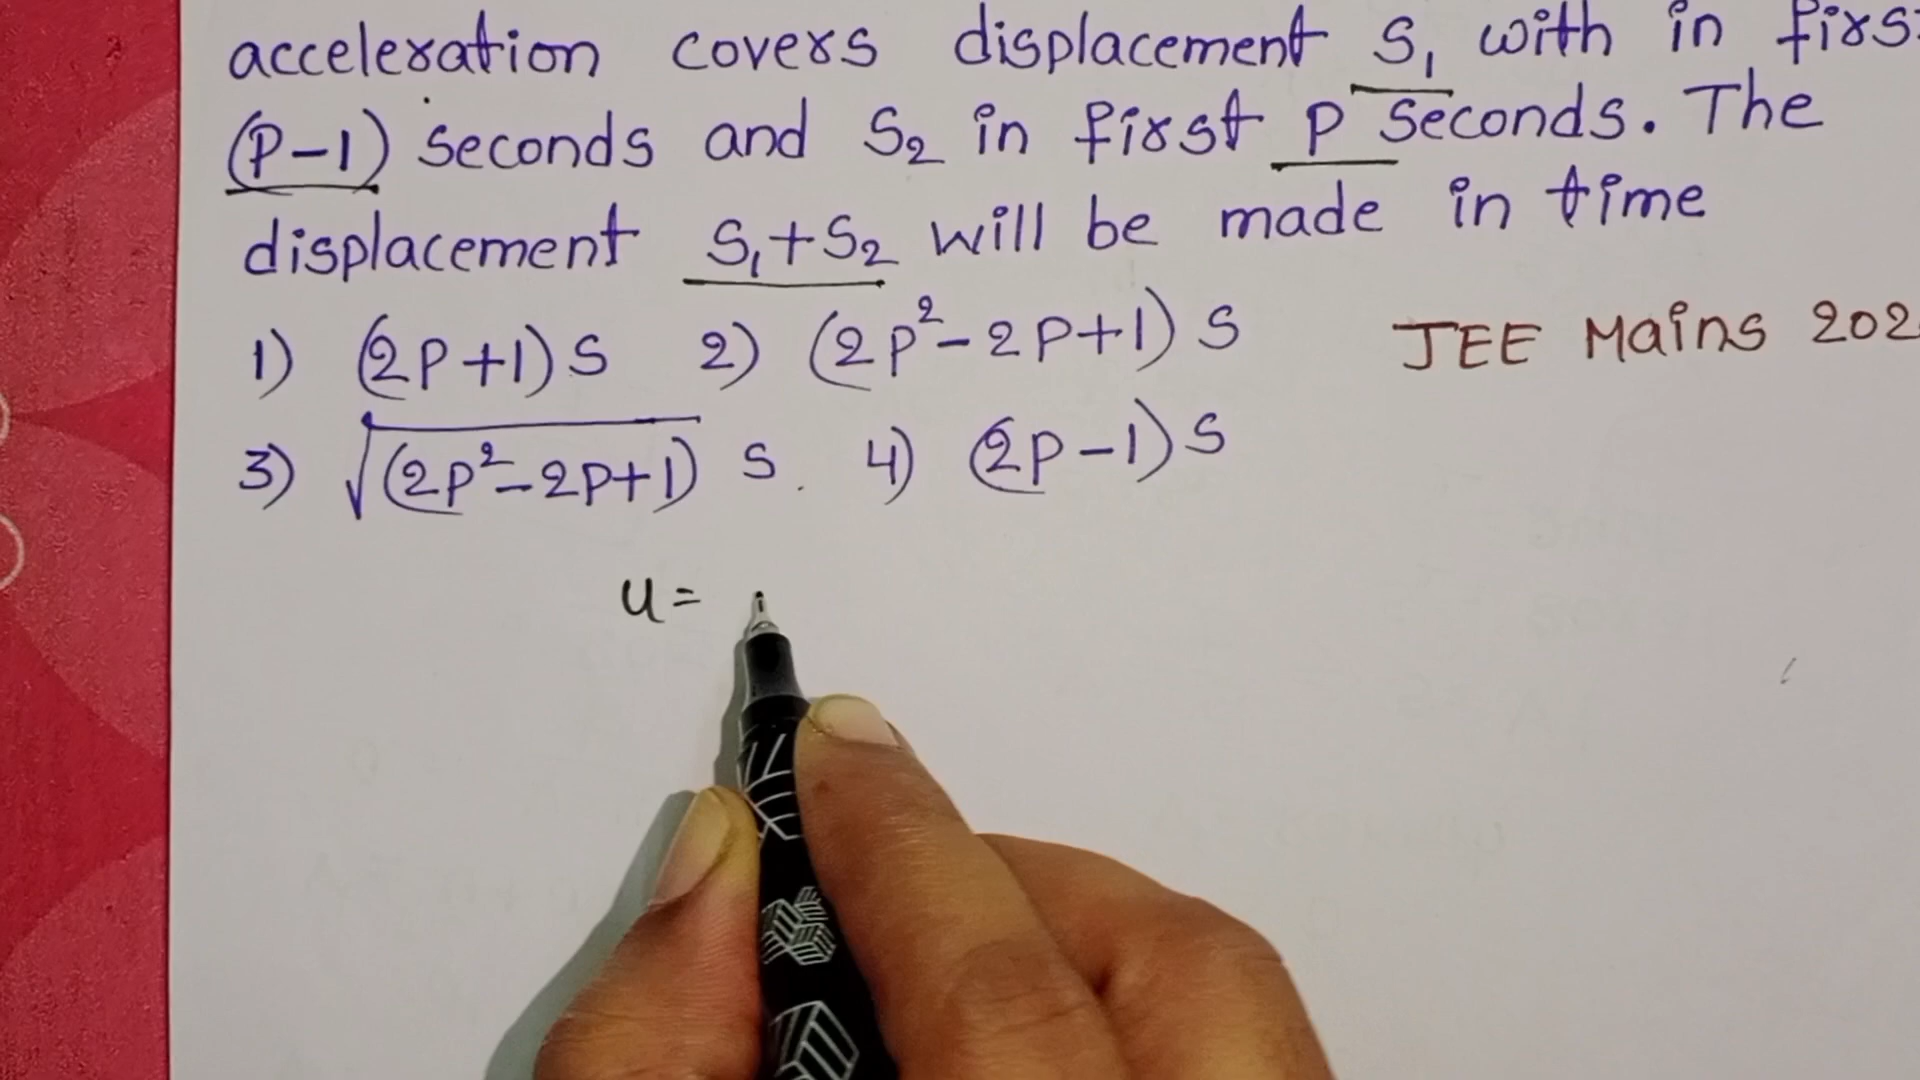 acceleration covers displacement S₁ with in firs
(P-1) seconds and S₂ in first P seconds. The
displacement S₁+S₂ will be made in time
1) (2P+1) S 2) (2P²-2P+1) S
JEE Mains 202
3) √(2P²-2P+1) S. 4) (2P-1) S
u=